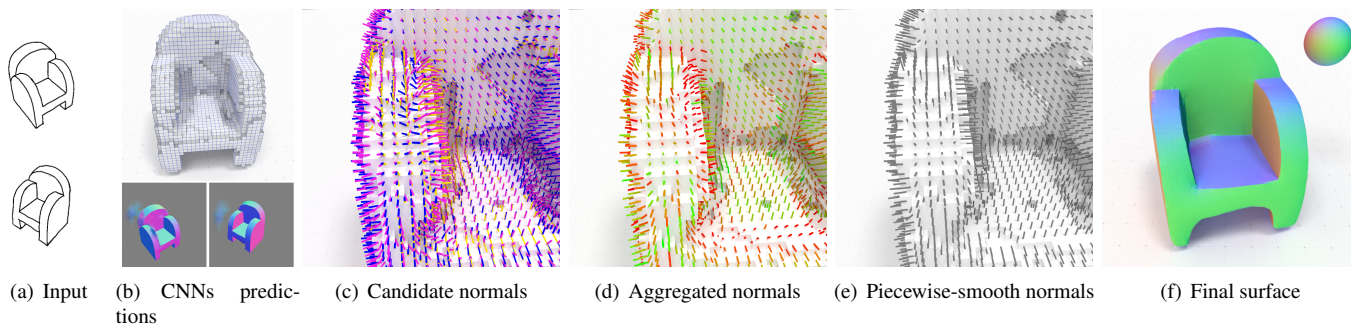 (a) Input (b) CNNs predic- (c) Candidate normals (d) Aggregated normals (e) Piecewise-smooth normals (f) Final surface
tions